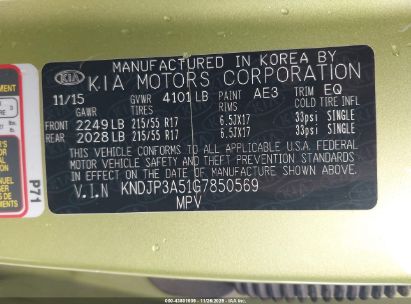 MANUFACTURED IN KOREA BY
KIA KIA MOTORS CORPORATION
11/15 GVWR 4101 LB PAINT AE3 TRIM EQ
GAWR TIRES RIMS COLD TIRE INFL
FRONT 2249 LB 215/55 R17 6.5JX17 33psi SINGLE
REAR 2028 LB 215/55 R17 6.5JX17 33psi SINGLE
THIS VEHICLE CONFORMS TO ALL APPLICABLE U.S.A. FEDERAL
MOTOR VEHICLE SAFETY, BUMPER, AND THEFT PREVENTION
STANDARDS IN EFFECT ON THE DATE OF MANUFACTURE SHOWN ABOVE.
V.I.N KNDJP3A51G7850569
MPV
P71